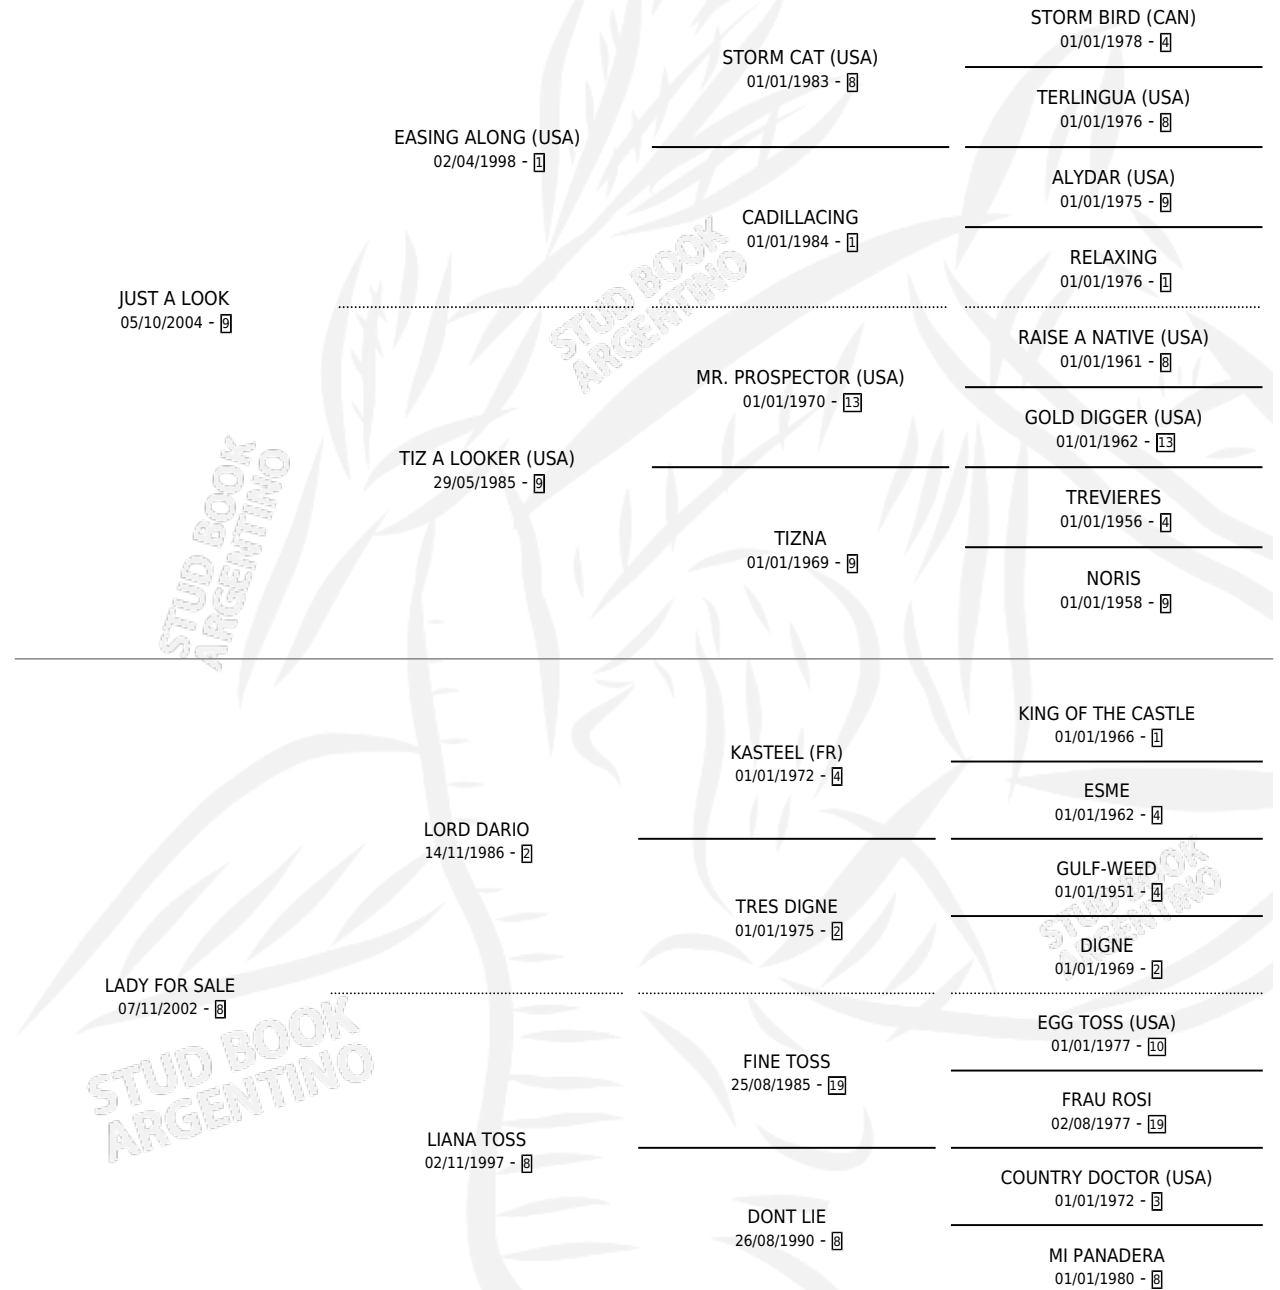 STORM BIRD (CAN)
01/01/1978 - 4
STORM CAT (USA)
01/01/1983 - 8
TERLINGUA (USA)
01/01/1976 - 8
EASING ALONG (USA)
02/04/1998 - 1
ALYDAR (USA)
01/01/1975 - 9
CADILLACING
01/01/1984 - 1
RELAXING
01/01/1976 - 1
JUST A LOOK
05/10/2004 - 9
STUD BOOK
ARGENTINO
RAISE A NATIVE (USA)
01/01/1961 - 8
MR. PROSPECTOR (USA)
01/01/1970 - 13
GOLD DIGGER (USA)
01/01/1962 - 13
TIZ A LOOKER (USA)
29/05/1985 - 9
TREVIERES
01/01/1956 - 4
TIZNA
01/01/1969 - 9
NORIS
01/01/1958 - 9
STUD BOOK
ARGENTINO
KING OF THE CASTLE
01/01/1966 - 1
KASTEEL (FR)
01/01/1972 - 4
ESME
01/01/1962 - 4
LORD DARIO
14/11/1986 - 2
GULF-WEED
01/01/1951 - 4
TRES DIGNE
01/01/1975 - 2
STUD BOOK
ARGENTINO
DIGNE
01/01/1969 - 2
LADY FOR SALE
07/11/2002 - 8
EGG TOSS (USA)
01/01/1977 - 10
FINE TOSS
25/08/1985 - 19
FRAU ROSI
02/08/1977 - 19
STUD BOOK
ARGENTINO
LIANA TOSS
02/11/1997 - 8
COUNTRY DOCTOR (USA)
01/01/1972 - 3
DONT LIE
26/08/1990 - 8
MI PANADERA
01/01/1980 - 8